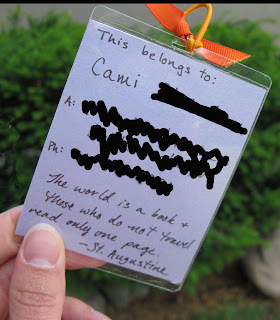 This belongs to:
Cami
A:
Ph:
The world is a book &
those who do not travel
read only one page.
-St. Augustine